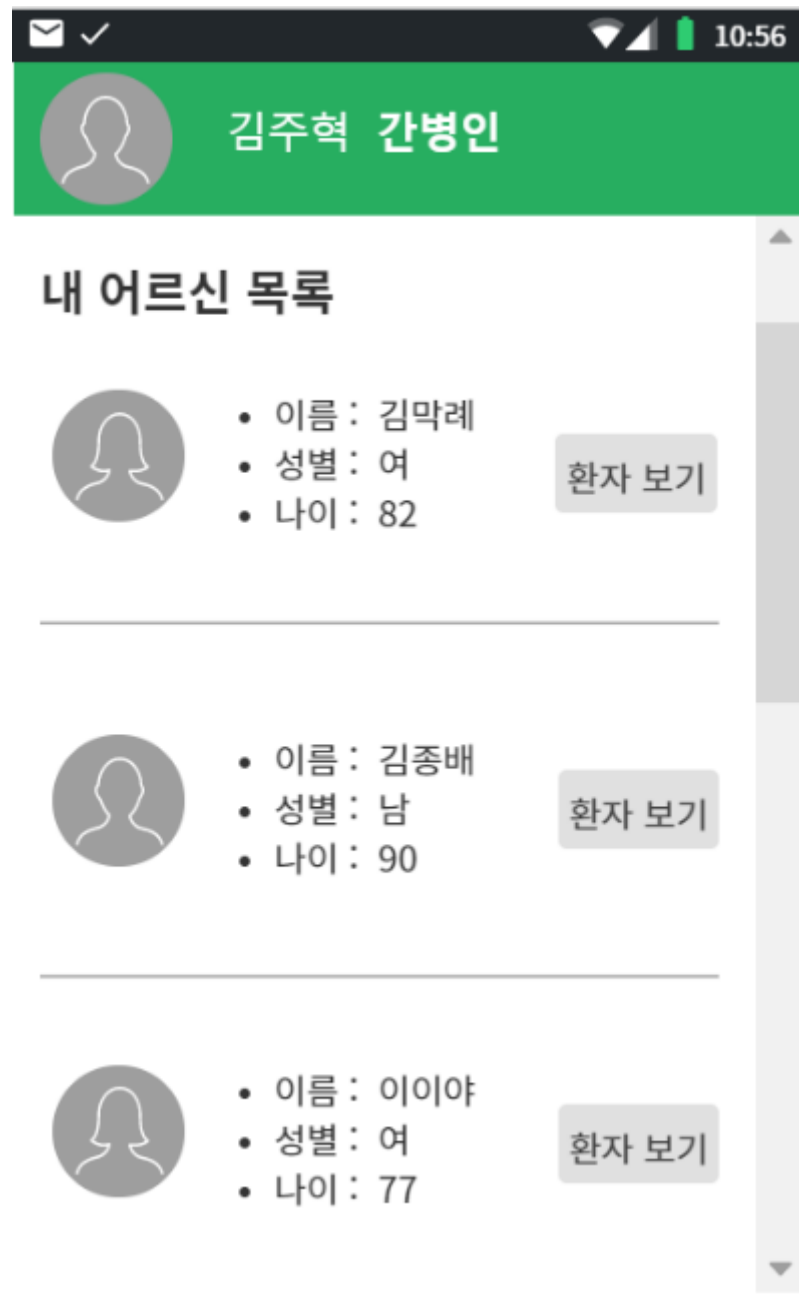 10:56
김주혁 간병인
내 어르신 목록
• 이름 : 김막례
• 성별 : 여
• 나이 : 82
환자 보기
• 이름 : 김종배
• 성별 : 남
• 나이 : 90
환자 보기
• 이름 : 이이야
• 성별 : 여
• 나이 : 77
환자 보기